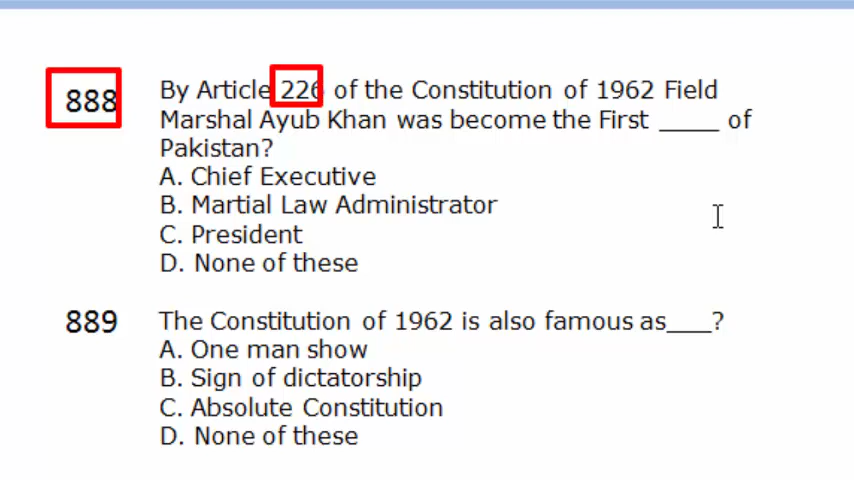 888 By Article 226 of the Constitution of 1962 Field
Marshal Ayub Khan was become the First ____ of
Pakistan?
A. Chief Executive
B. Martial Law Administrator
C. President
D. None of these
889 The Constitution of 1962 is also famous as___?
A. One man show
B. Sign of dictatorship
C. Absolute Constitution
D. None of these